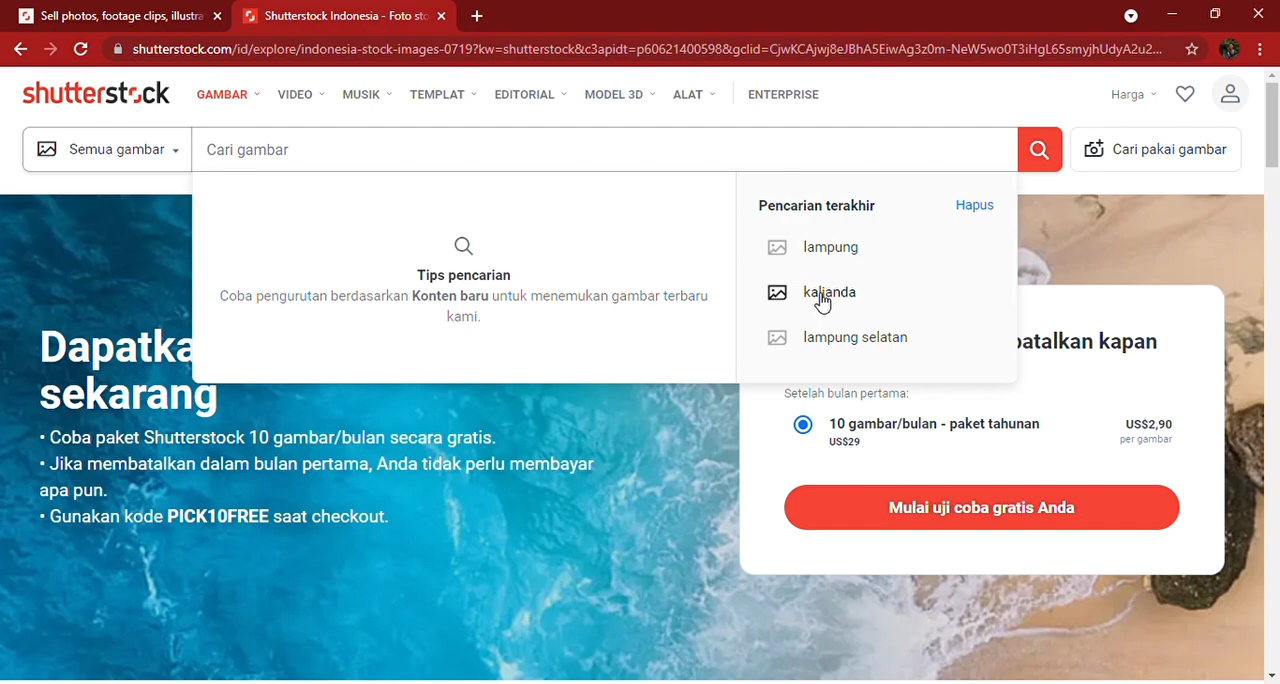 Sell photos, footage clips, illustra
Shutterstock Indonesia - Foto sto
shutterstock.com/id/explore/indonesia-stock-images-0719?kw=shutterstock&c3apidt=p60621400598&gclid=CjwKCAjwj8eJBhA5EiwAg3z0m-NeW5wo0T3iHgL65smyjhUdyA2u2...
shutterstock GAMBAR VIDEO MUSIK TEMPLAT EDITORIAL MODEL 3D ALAT ENTERPRISE Harga
Semua gambar Cari gambar Cari pakai gambar
Pencarian terakhir Hapus
lampung
Tips pencarian
Coba pengurutan berdasarkan Konten baru untuk menemukan gambar terbaru
kami.
kalianda
lampung selatan
Dapatka
sekarang
• Coba paket Shutterstock 10 gambar/bulan secara gratis.
• Jika membatalkan dalam bulan pertama, Anda tidak perlu membayar
apa pun.
• Gunakan kode PICK10FREE saat checkout.
batalkan kapan
Setelah bulan pertama:
10 gambar/bulan - paket tahunan US$2,90
US$29 per gambar
Mulai uji coba gratis Anda